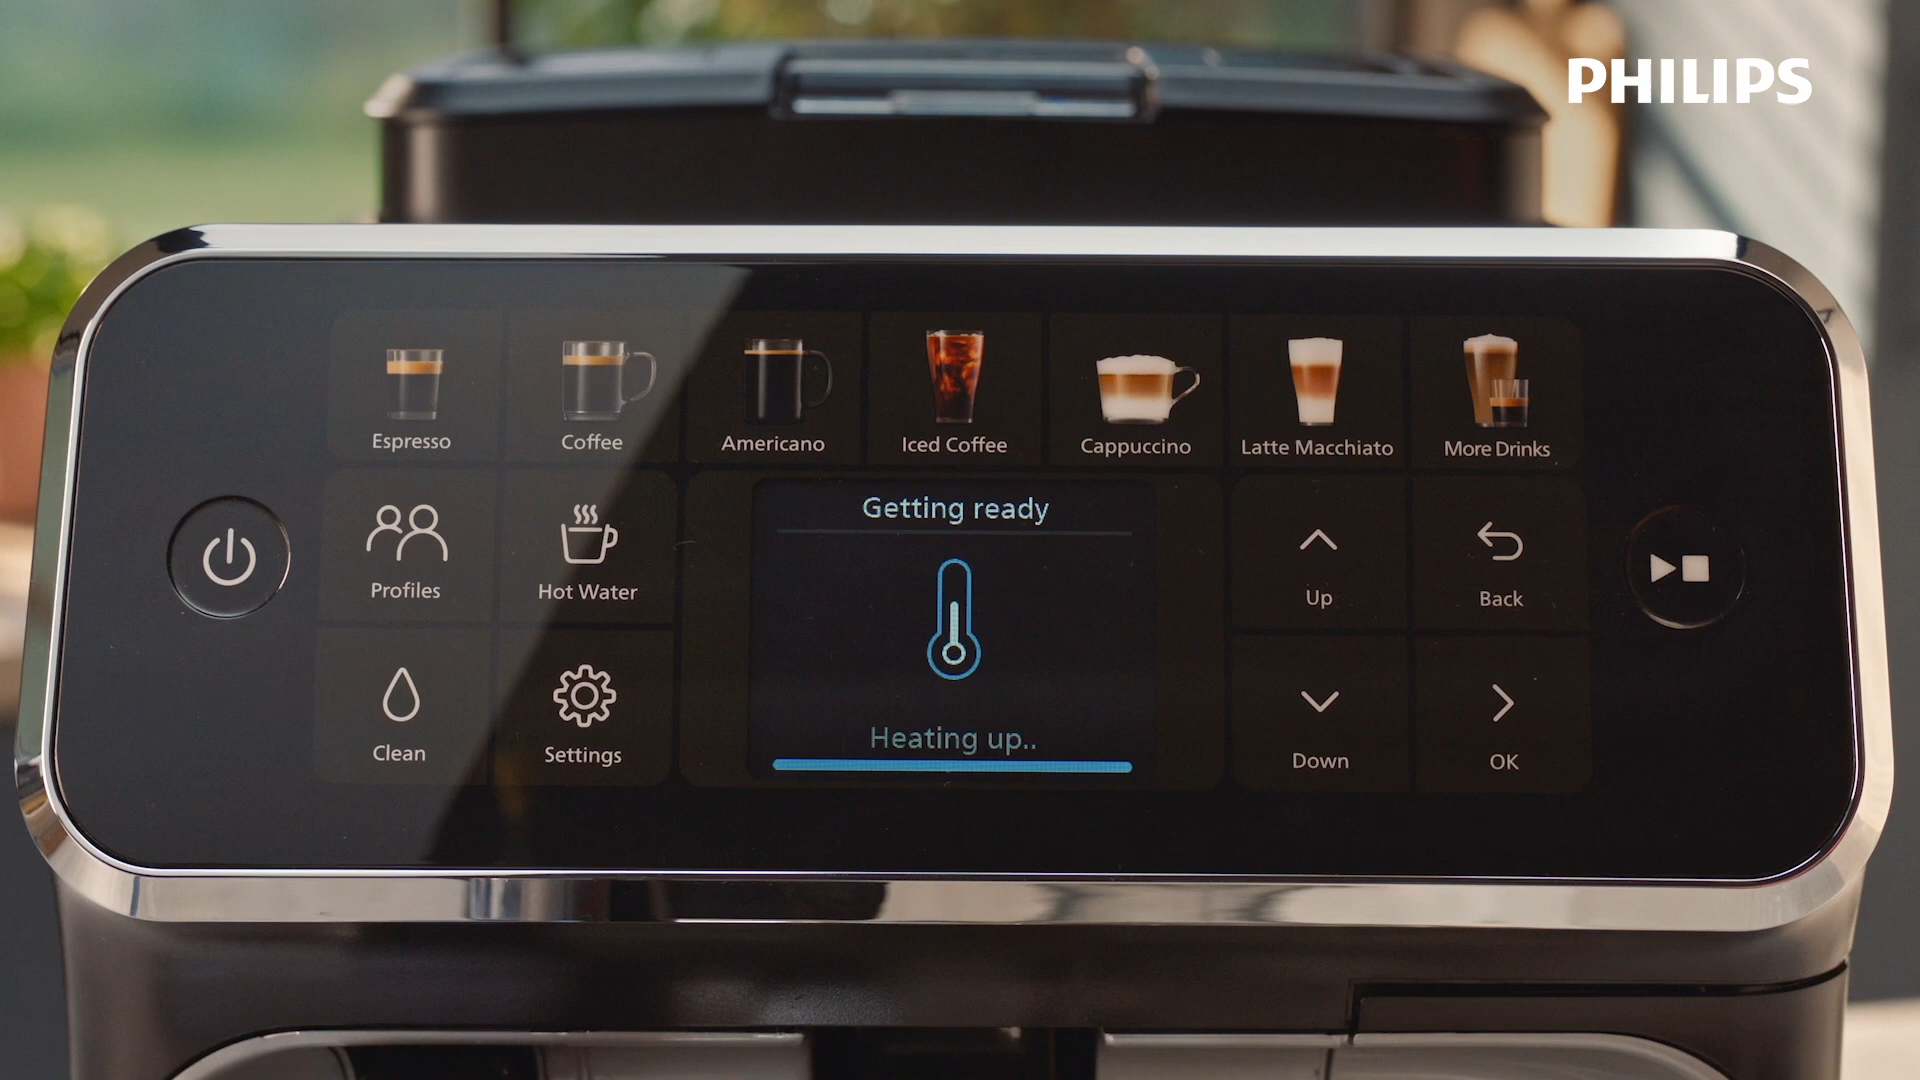 PHILIPS
Espresso
Coffee
Americano
Iced Coffee
Cappuccino
Latte Macchiato
More Drinks
Profiles
Hot Water
Getting ready
Up
Back
Clean
Settings
Heating up..
Down
OK